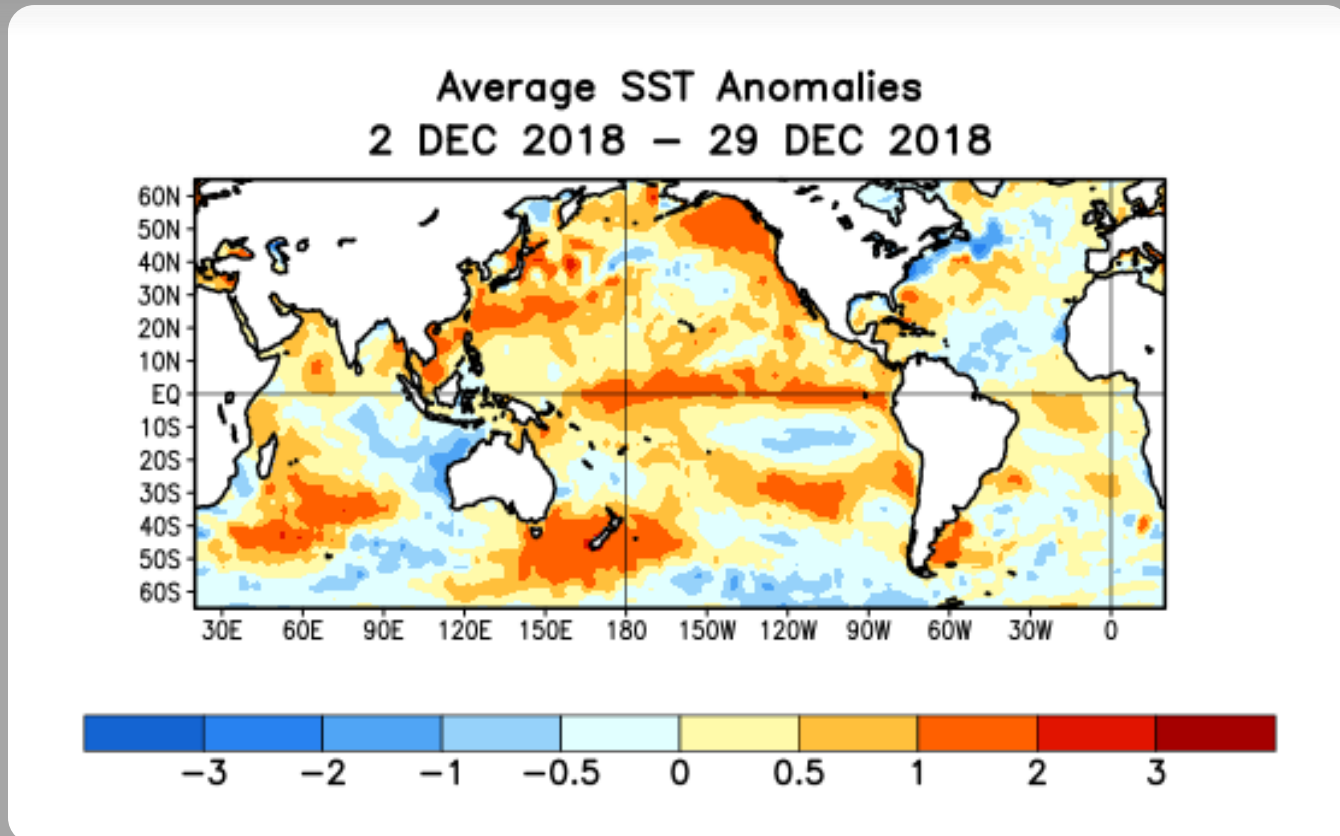 Average SST Anomalies
2 DEC 2018 – 29 DEC 2018
60N
50N
40N
30N
20N
10N
EQ
10S
20S
30S
40S
50S
60S
30E 60E 90E 120E 150E 180 150W 120W 90W 60W 30W 0
−3 −2 −1 −0.5 0 0.5 1 2 3